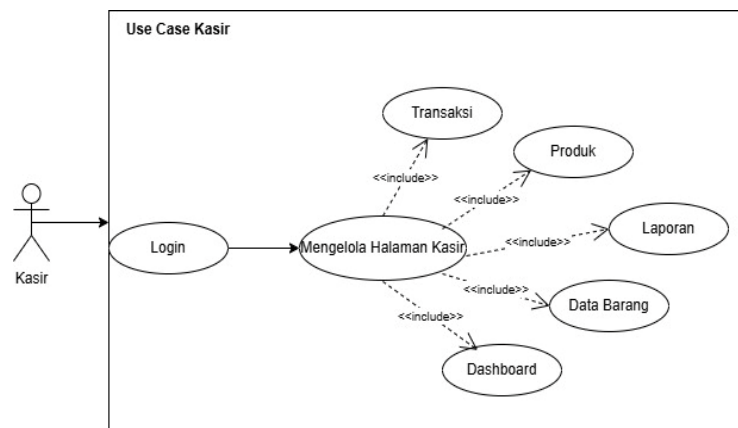 Use Case Kasir
Transaksi
Produk
<<include>>
<<include>>
Laporan
Login
Mengelola Halaman Kasir
<<include>>
Kasir
<<include>>
Data Barang
<<include>>
Dashboard